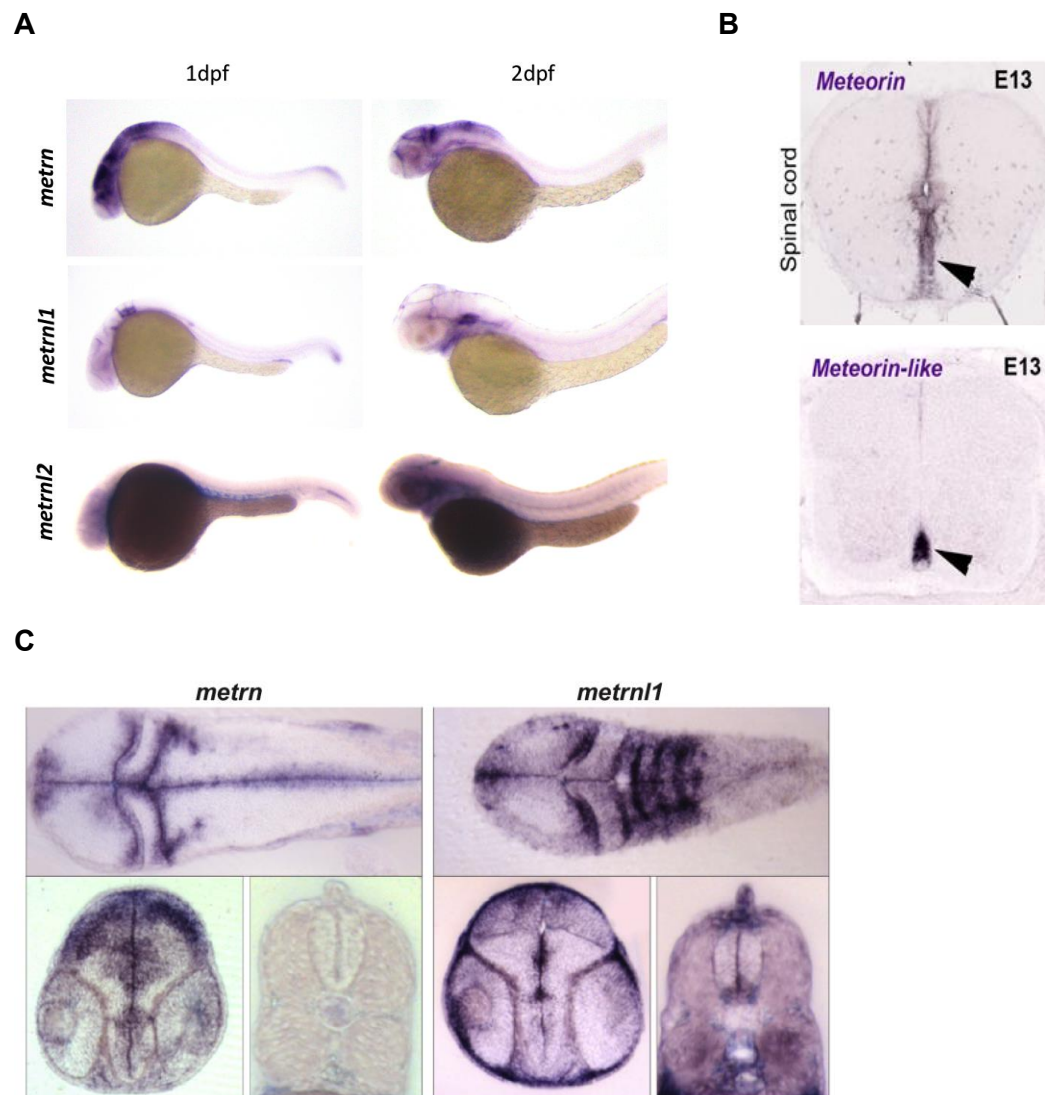 A
1dpf 2dpf
metrn
metrnl1
metrnl2
B
Meteorin E13
Spinal cord
Meteorin-like E13
C
metrn metrnl1